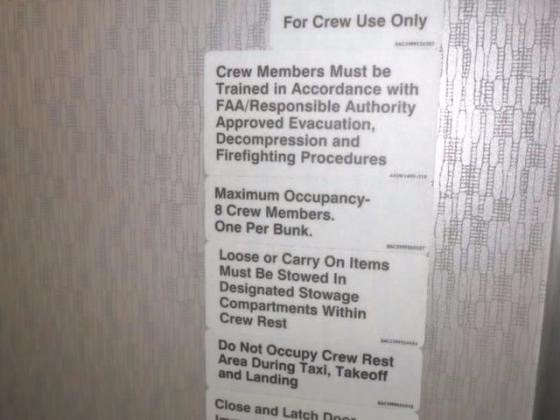 For Crew Use Only
Crew Members Must be
Trained in Accordance with
FAA/Responsible Authority
Approved Evacuation,
Decompression and
Firefighting Procedures
Maximum Occupancy-
8 Crew Members.
One Per Bunk.
Loose or Carry On Items
Must Be Stowed In
Designated Stowage
Compartments Within
Crew Rest
Do Not Occupy Crew Rest
Area During Taxi, Takeoff
and Landing
Close and Latch Door